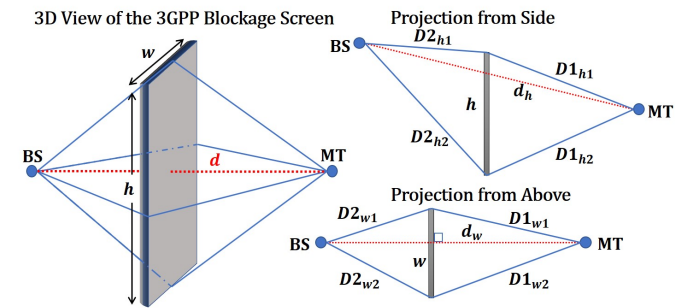 3D View of the 3GPP Blockage Screen
w
BS
d
MT
h
Projection from Side
D2h1
BS
D1h1
dh
h
MT
D2h2
D1h2
Projection from Above
D2w1
D1w1
dw
BS
MT
w
D2w2
D1w2